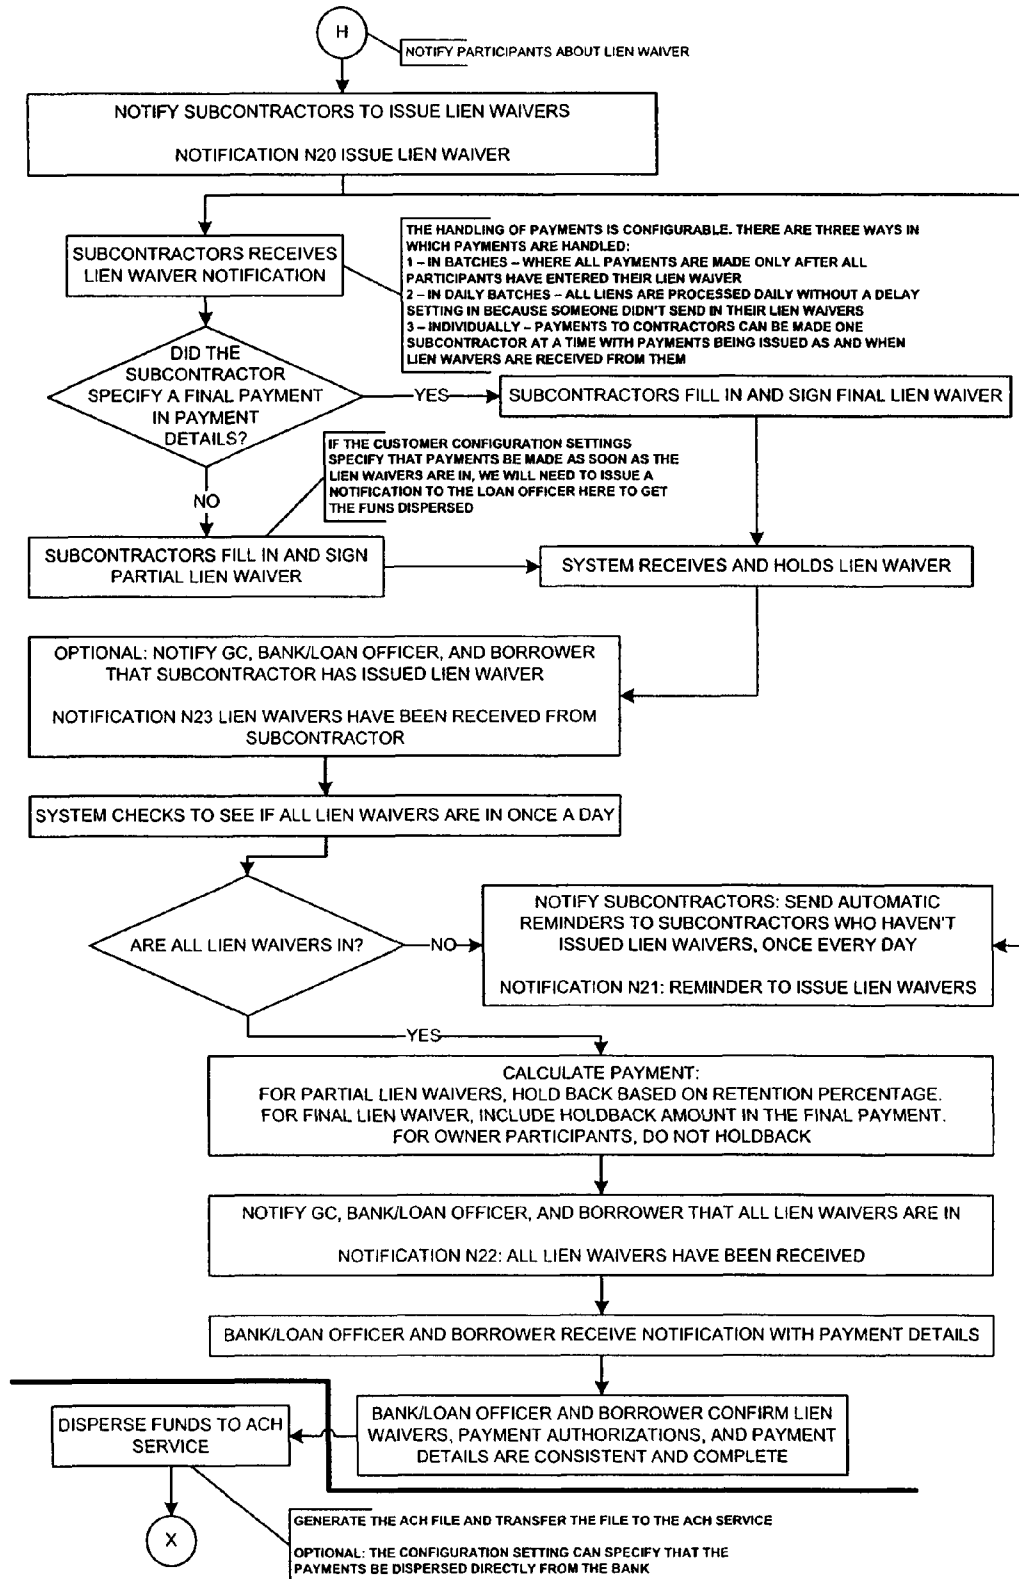 H
NOTIFY PARTICIPANTS ABOUT LIEN WAIVER
NOTIFY SUBCONTRACTORS TO ISSUE LIEN WAIVERS
NOTIFICATION N20 ISSUE LIEN WAIVER
SUBCONTRACTORS RECEIVES
LIEN WAIVER NOTIFICATION
THE HANDLING OF PAYMENTS IS CONFIGURABLE. THERE ARE THREE WAYS IN
WHICH PAYMENTS ARE HANDLED:
1 – IN BATCHES – WHERE ALL PAYMENTS ARE MADE ONLY AFTER ALL
PARTICIPANTS HAVE ENTERED THEIR LIEN WAIVER
2 – IN DAILY BATCHES – ALL LIENS ARE PROCESSED DAILY WITHOUT A DELAY
SETTING IN BECAUSE SOMEONE DIDN'T SEND IN THEIR LIEN WAIVERS
3 – INDIVIDUALLY – PAYMENTS TO CONTRACTORS CAN BE MADE ONE
SUBCONTRACTOR AT A TIME WITH PAYMENTS BEING ISSUED AS AND WHEN
LIEN WAIVERS ARE RECEIVED FROM THEM
DID THE
SUBCONTRACTOR
SPECIFY A FINAL PAYMENT
IN PAYMENT
DETAILS?
YES
SUBCONTRACTORS FILL IN AND SIGN FINAL LIEN WAIVER
IF THE CUSTOMER CONFIGURATION SETTINGS
SPECIFY THAT PAYMENTS BE MADE AS SOON AS THE
LIEN WAIVERS ARE IN, WE WILL NEED TO ISSUE A
NOTIFICATION TO THE LOAN OFFICER HERE TO GET
THE FUNS DISPERSED
NO
SUBCONTRACTORS FILL IN AND SIGN
PARTIAL LIEN WAIVER
SYSTEM RECEIVES AND HOLDS LIEN WAIVER
OPTIONAL: NOTIFY GC, BANK/LOAN OFFICER, AND BORROWER
THAT SUBCONTRACTOR HAS ISSUED LIEN WAIVER
NOTIFICATION N23 LIEN WAIVERS HAVE BEEN RECEIVED FROM
SUBCONTRACTOR
SYSTEM CHECKS TO SEE IF ALL LIEN WAIVERS ARE IN ONCE A DAY
ARE ALL LIEN WAIVERS IN?
NO
NOTIFY SUBCONTRACTORS: SEND AUTOMATIC
REMINDERS TO SUBCONTRACTORS WHO HAVEN'T
ISSUED LIEN WAIVERS, ONCE EVERY DAY
NOTIFICATION N21: REMINDER TO ISSUE LIEN WAIVERS
YES
CALCULATE PAYMENT:
FOR PARTIAL LIEN WAIVERS, HOLD BACK BASED ON RETENTION PERCENTAGE.
FOR FINAL LIEN WAIVER, INCLUDE HOLDBACK AMOUNT IN THE FINAL PAYMENT.
FOR OWNER PARTICIPANTS, DO NOT HOLDBACK
NOTIFY GC, BANK/LOAN OFFICER, AND BORROWER THAT ALL LIEN WAIVERS ARE IN
NOTIFICATION N22: ALL LIEN WAIVERS HAVE BEEN RECEIVED
BANK/LOAN OFFICER AND BORROWER RECEIVE NOTIFICATION WITH PAYMENT DETAILS
BANK/LOAN OFFICER AND BORROWER CONFIRM LIEN
WAIVERS, PAYMENT AUTHORIZATIONS, AND PAYMENT
DETAILS ARE CONSISTENT AND COMPLETE
DISPERSE FUNDS TO ACH
SERVICE
X
GENERATE THE ACH FILE AND TRANSFER THE FILE TO THE ACH SERVICE
OPTIONAL: THE CONFIGURATION SETTING CAN SPECIFY THAT THE
PAYMENTS BE DISPERSED DIRECTLY FROM THE BANK